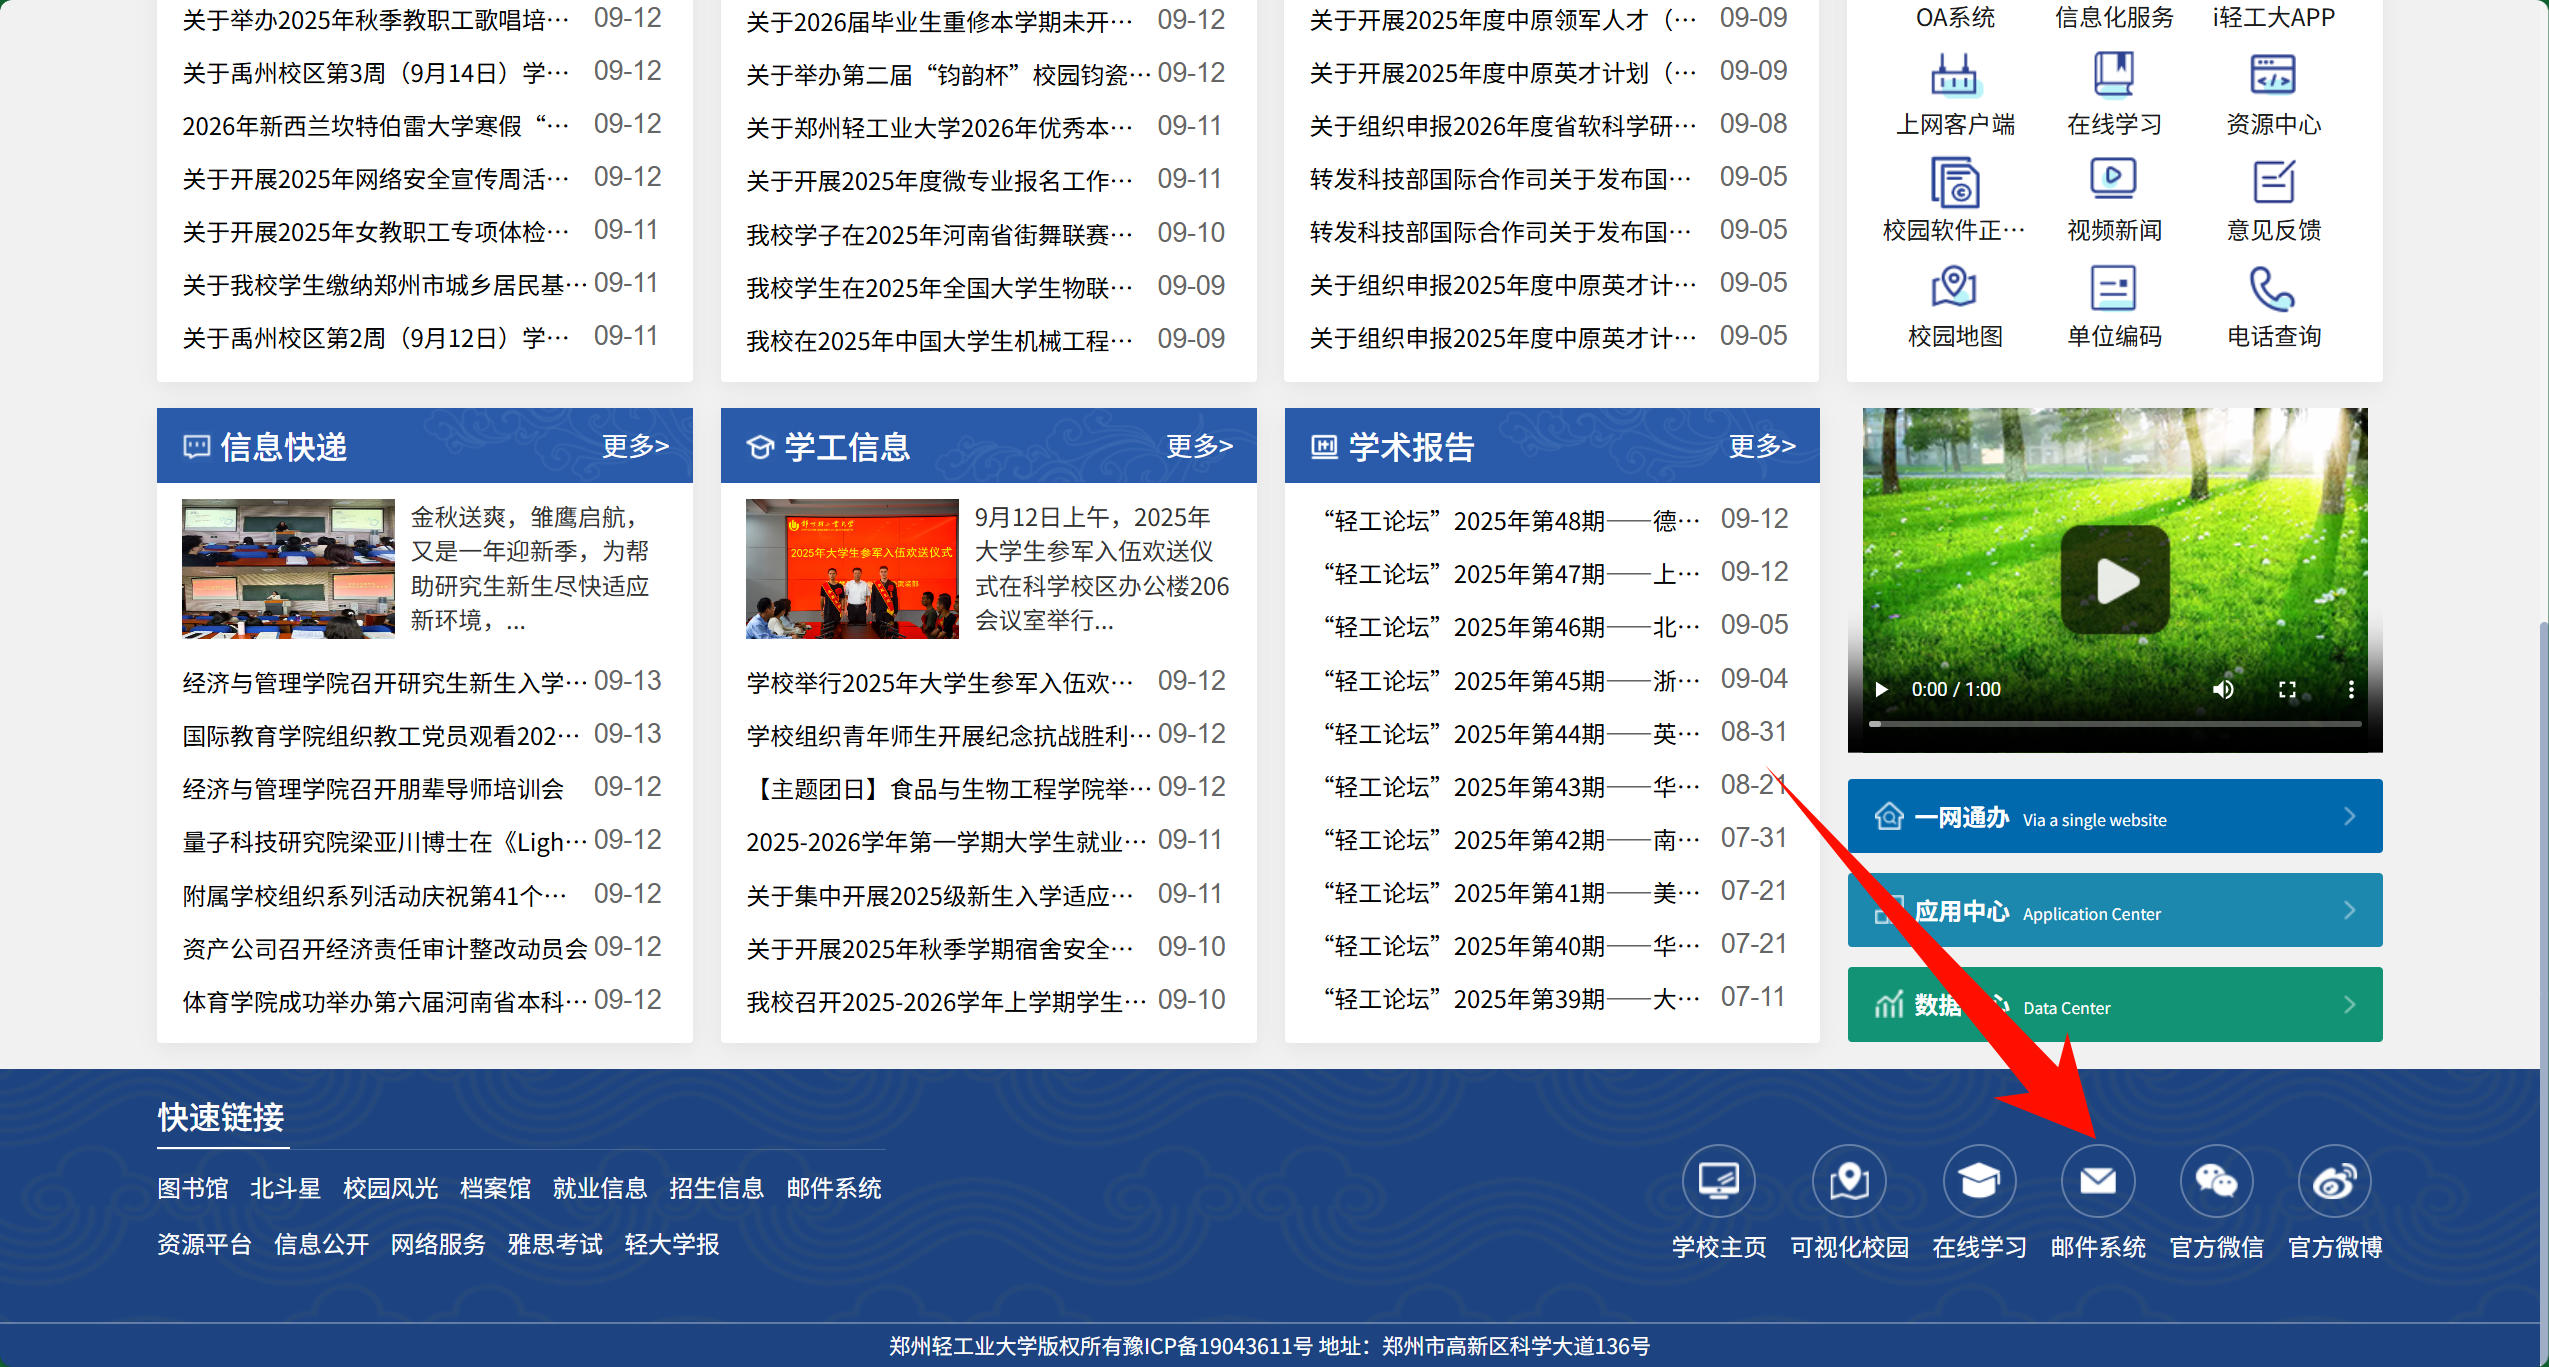 关于举办2025年秋季教职工歌唱培… 09-12
关于禹州校区第3周（9月14日）学… 09-12
2026年新西兰坎特伯雷大学寒假“… 09-12
关于开展2025年网络安全宣传周活… 09-12
关于开展2025年女教职工专项体检… 09-11
关于我校学生缴纳郑州市城乡居民基… 09-11
关于禹州校区第2周（9月12日）学… 09-11
关于2026届毕业生重修本学期未开… 09-12
关于举办第二届“钧韵杯”校园钧瓷… 09-12
关于郑州轻工业大学2026年优秀本… 09-11
关于开展2025年度微专业报名工作… 09-11
我校学子在2025年河南省街舞联赛… 09-10
我校学生在2025年全国大学生物联… 09-09
我校在2025年中国大学生机械工程… 09-09
关于开展2025年度中原领军人才（… 09-09
关于开展2025年度中原英才计划（… 09-09
关于组织申报2026年度省软科学研… 09-08
转发科技部国际合作司关于发布国… 09-05
转发科技部国际合作司关于发布国… 09-05
关于组织申报2025年度中原英才计… 09-05
关于组织申报2025年度中原英才计… 09-05
OA系统 信息化服务 i轻工大APP
上网客户端 在线学习 资源中心
校园软件正… 视频新闻 意见反馈
校园地图 单位编码 电话查询
信息快递 更多>
金秋送爽，雏鹰启航，
又是一年迎新季，为帮
助研究生新生尽快适应
新环境，...
经济与管理学院召开研究生新生入学… 09-13
国际教育学院组织教工党员观看202… 09-13
经济与管理学院召开朋辈导师培训会 09-12
量子科技研究院梁亚川博士在《Ligh… 09-12
附属学校组织系列活动庆祝第41个… 09-12
资产公司召开经济责任审计整改动员会 09-12
体育学院成功举办第六届河南省本科… 09-12
学工信息 更多>
郑州轻工业大学
2025年大学生参军入伍欢送仪式
9月12日上午，2025年
大学生参军入伍欢送仪
式在科学校区办公楼206
会议室举行...
学校举行2025年大学生参军入伍欢… 09-12
学校组织青年师生开展纪念抗战胜利… 09-12
【主题团日】食品与生物工程学院举… 09-12
2025-2026学年第一学期大学生就业… 09-11
关于集中开展2025级新生入学适应… 09-11
关于开展2025年秋季学期宿舍安全… 09-10
我校召开2025-2026学年上学期学生… 09-10
学术报告 更多>
“轻工论坛”2025年第48期——德… 09-12
“轻工论坛”2025年第47期——上… 09-12
“轻工论坛”2025年第46期——北… 09-05
“轻工论坛”2025年第45期——浙… 09-04
“轻工论坛”2025年第44期——英… 08-31
“轻工论坛”2025年第43期——华… 08-21
“轻工论坛”2025年第42期——南… 07-31
“轻工论坛”2025年第41期——美… 07-21
“轻工论坛”2025年第40期——华… 07-21
“轻工论坛”2025年第39期——大… 07-11
0:00 / 1:00
一网通办 Via a single website
应用中心 Application Center
数据中心 Data Center
快速链接
图书馆 北斗星 校园风光 档案馆 就业信息 招生信息 邮件系统
资源平台 信息公开 网络服务 雅思考试 轻大学报
学校主页 可视化校园 在线学习 邮件系统 官方微信 官方微博
郑州轻工业大学版权所有豫ICP备19043611号 地址：郑州市高新区科学大道136号